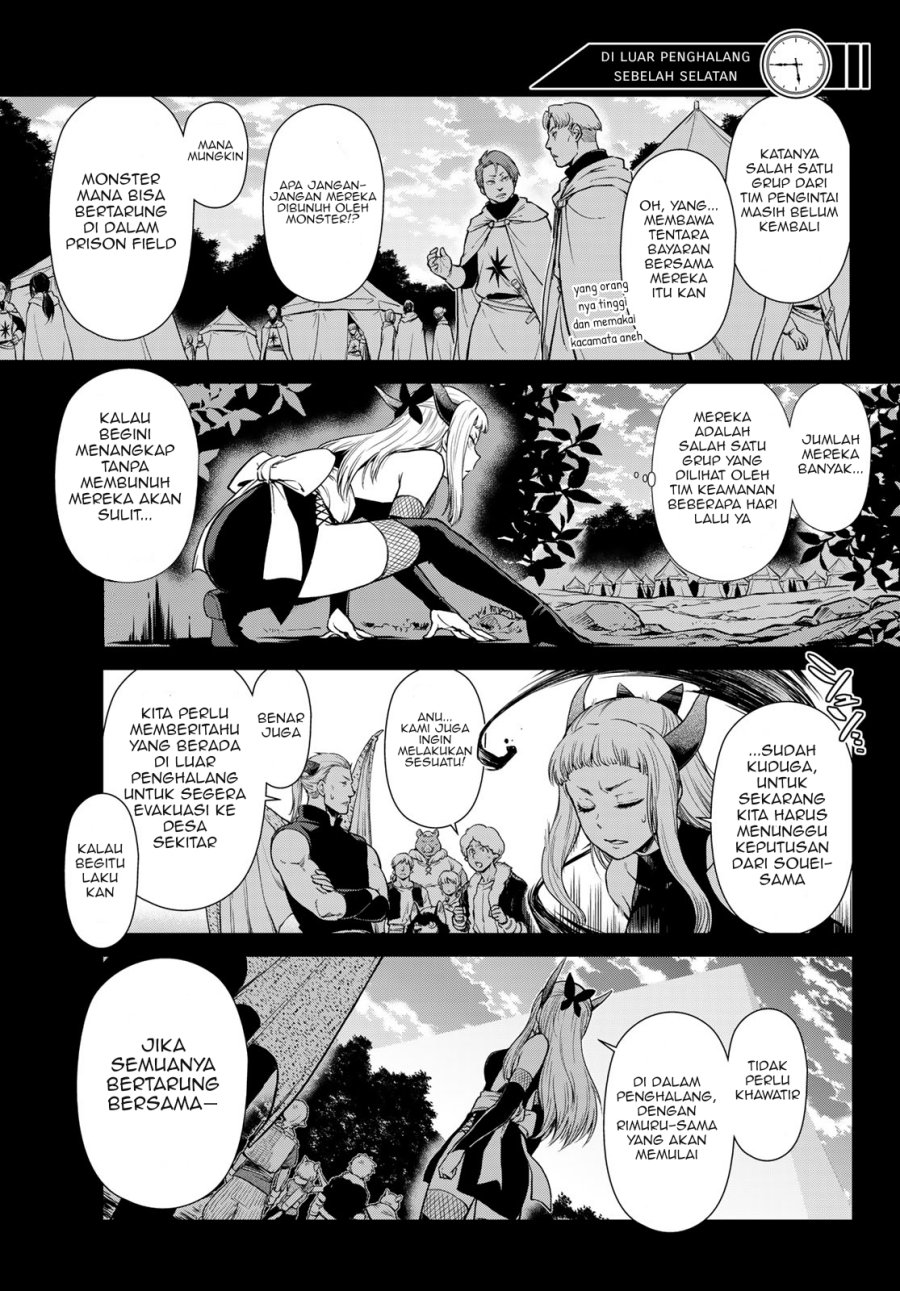 DI LUAR PENGHALANG
SEBELAH SELATAN
KATANYA
SALAH SATU
GRUP DARI
TIM PENGINTAI
MASIH BELUM
KEMBALI
OH, YANG...
MEMBAWA
TENTARA
BAYARAN
BERSAMA
MEREKA
ITU KAN
yang orang
nya tinggi
dan memakai
kacamata aneh
APA JANGAN-
JANGAN MEREKA
DIBUNUH OLEH
MONSTER!?
MANA
MUNGKIN
MONSTER
MANA BISA
BERTARUNG
DI DALAM
PRISON FIELD
JUMLAH
MEREKA
BANYAK...
MEREKA
ADALAH
SALAH SATU
GRUP YANG
DILIHAT OLEH
TIM KEAMANAN
BEBERAPA HARI
LALU YA
KALAU
BEGINI
MENANGKAP
TANPA
MEMBUNUH
MEREKA AKAN
SULIT...
...SUDAH
KUDUGA,
UNTUK
SEKARANG
KITA HARUS
MENUNGGU
KEPUTUSAN
DARI SOUEI-
SAMA
ANU...
KAMI JUGA
INGIN
MELAKUKAN
SESUATU!
BENAR
JUGA
KITA PERLU
MEMBERITAHU
YANG BERADA
DI LUAR
PENGHALANG
UNTUK SEGERA
EVAKUASI KE
DESA
SEKITAR
KALAU
BEGITU
LAKU
KAN
TIDAK
PERLU
KHAWATIR
DI DALAM
PENGHALANG,
DENGAN
RIMURU-SAMA
YANG AKAN
MEMULAI
JIKA
SEMUANYA
BERTARUNG
BERSAMA—